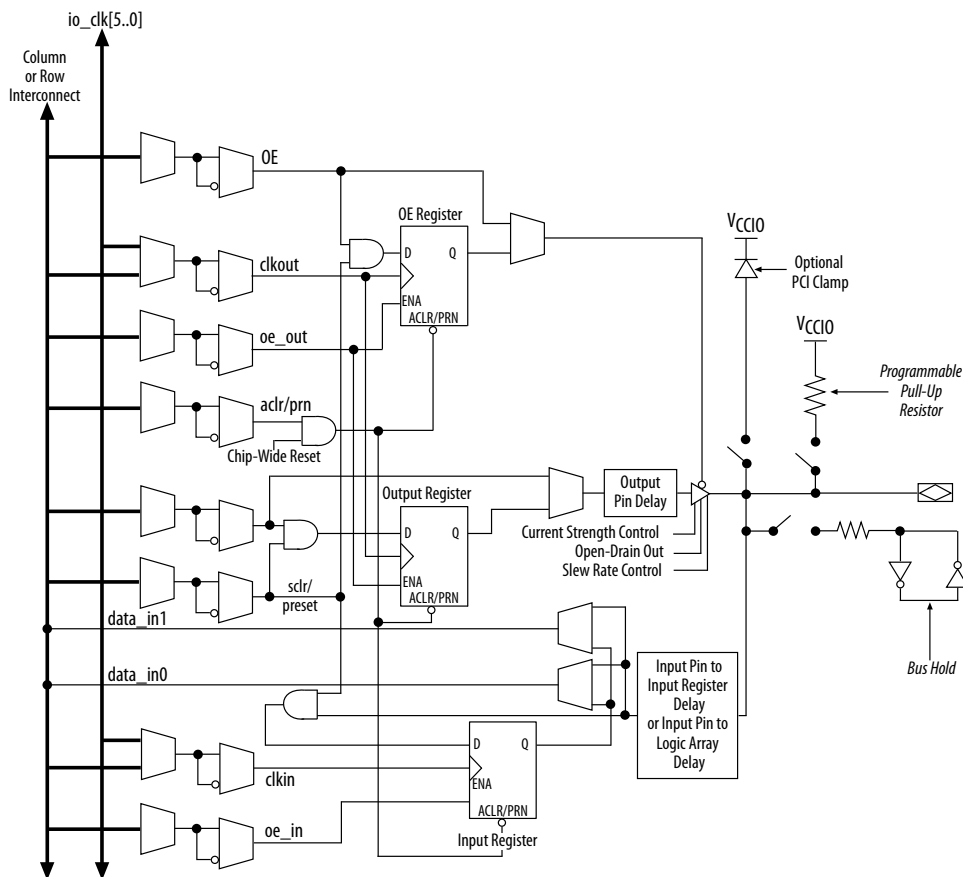 io_clk[5..0]
Column
or Row
Interconnect
OE
OE Register
VCCIO
D
Q
clkout
Optional
PCI Clamp
ENA
ACLR/PRN
oe_out
VCCIO
Programmable
Pull-Up
Resistor
aclr/prn
Chip-Wide Reset
Output Register
Output
Pin Delay
D
Q
Current Strength Control
Open-Drain Out
Slew Rate Control
ENA
ACLR/PRN
sclr/
preset
data_in1
Bus Hold
data_in0
Input Pin to
Input Register
Delay
or Input Pin to
Logic Array
Delay
D
Q
clkin
ENA
ACLR/PRN
oe_in
Input Register